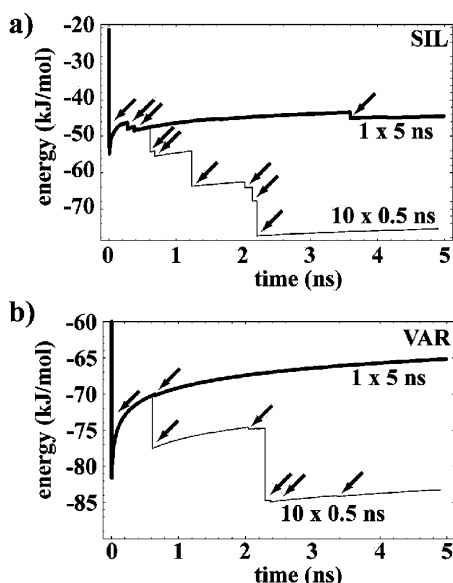 a)
SIL
energy (kJ/mol)
-20
-30
-40
-50
-60
-70
1 x 5 ns
10 x 0.5 ns
0 1 2 3 4 5
time (ns)
b)
VAR
energy (kJ/mol)
-60
-65
-70
-75
-80
-85
1 x 5 ns
10 x 0.5 ns
0 1 2 3 4 5
time (ns)